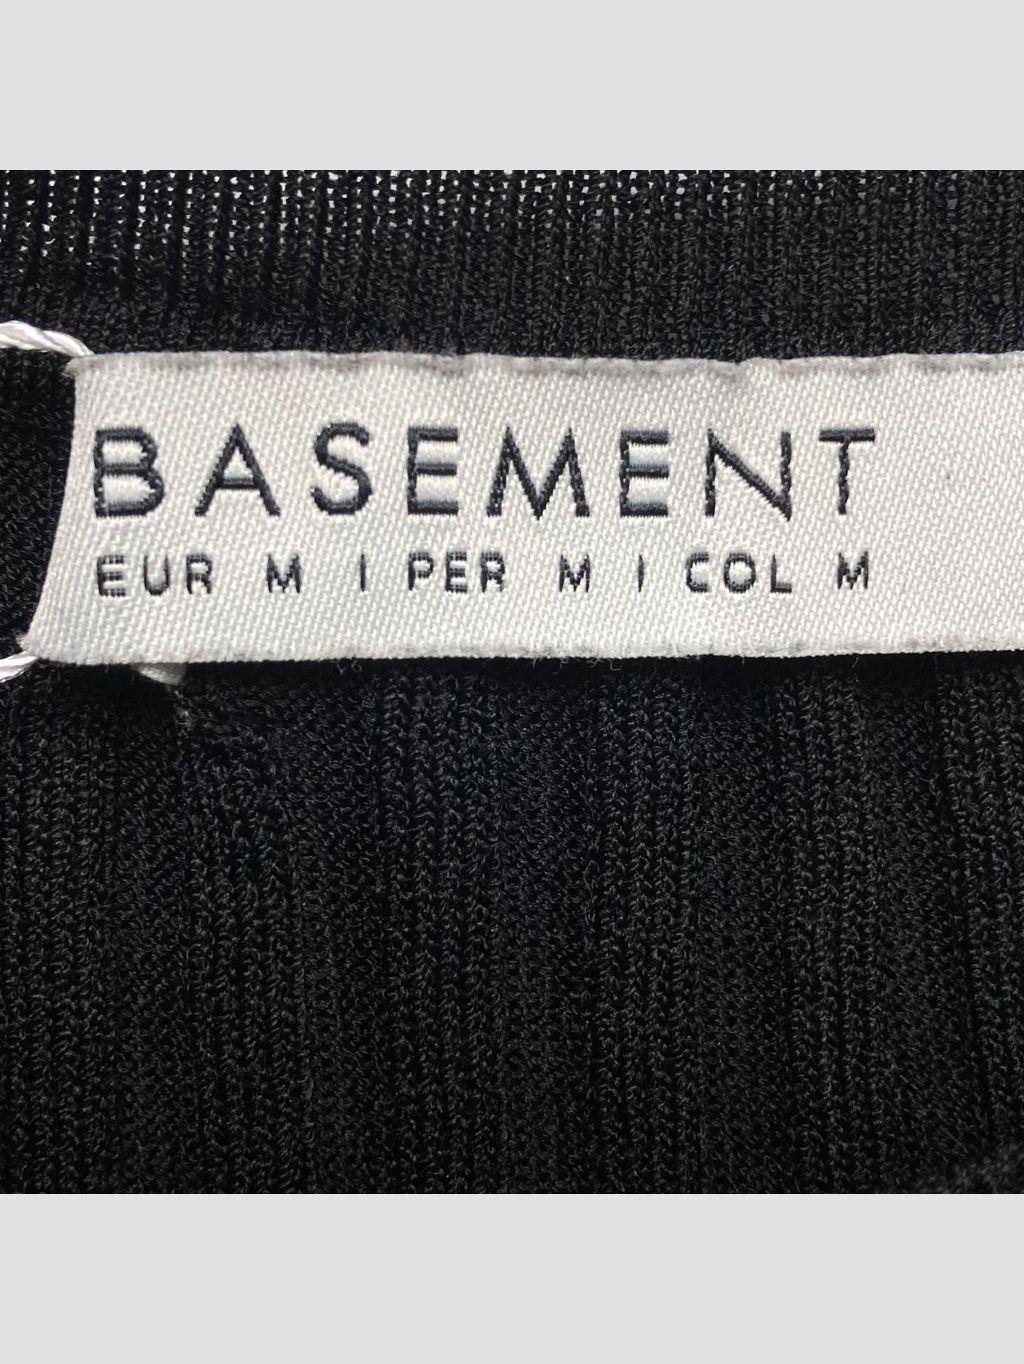 BASEMENT
EUR M | PER M | COL M